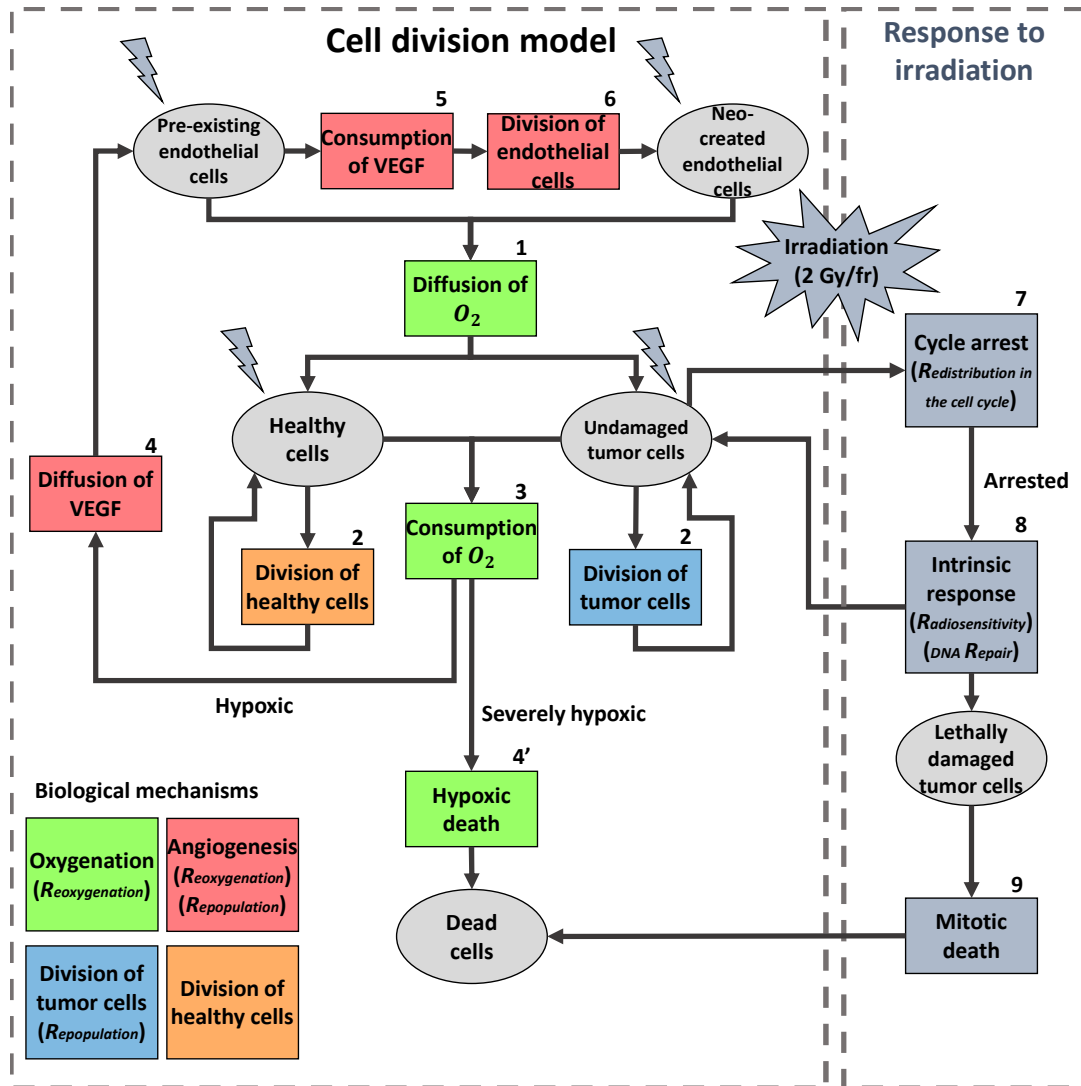 Cell division model
Response to
irradiation
Pre-existing
endothelial
cells
5
Consumption
of VEGF
6
Division of
endothelial
cells
Neo-
created
endothelial
cells
Irradiation
(2 Gy/fr)
1
Diffusion of
O₂
7
Cycle arrest
(Redistribution in
the cell cycle)
Healthy
cells
Undamaged
tumor cells
4
Diffusion of
VEGF
Arrested
3
Consumption
of O₂
2
Division of
healthy cells
2
Division of
tumor cells
8
Intrinsic
response
(Radiosensitivity)
(DNA Repair)
Hypoxic
Severely hypoxic
Lethally
damaged
tumor cells
4’
Hypoxic
death
9
Mitotic
death
Dead
cells
Biological mechanisms
Oxygenation
(Reoxygenation)
Angiogenesis
(Reoxygenation)
(Repopulation)
Division of
tumor cells
(Repopulation)
Division of
healthy cells